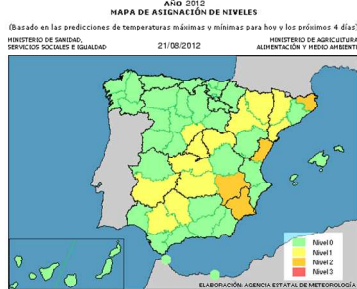 AÑO 2012
MAPA DE ASIGNACIÓN DE NIVELES
(Basado en las predicciones de temperaturas máximas y mínimas para hoy y los próximos 4 días)
MINISTERIO DE SANIDAD,
SERVICIOS SOCIALES E IGUALDAD
21/08/2012
MINISTERIO DE AGRICULTURA
ALIMENTACIÓN Y MEDIO AMBIENTE
Nivel 0
Nivel 1
Nivel 2
Nivel 3
ELABORACIÓN: AGENCIA ESTATAL DE METEOROLOGÍA